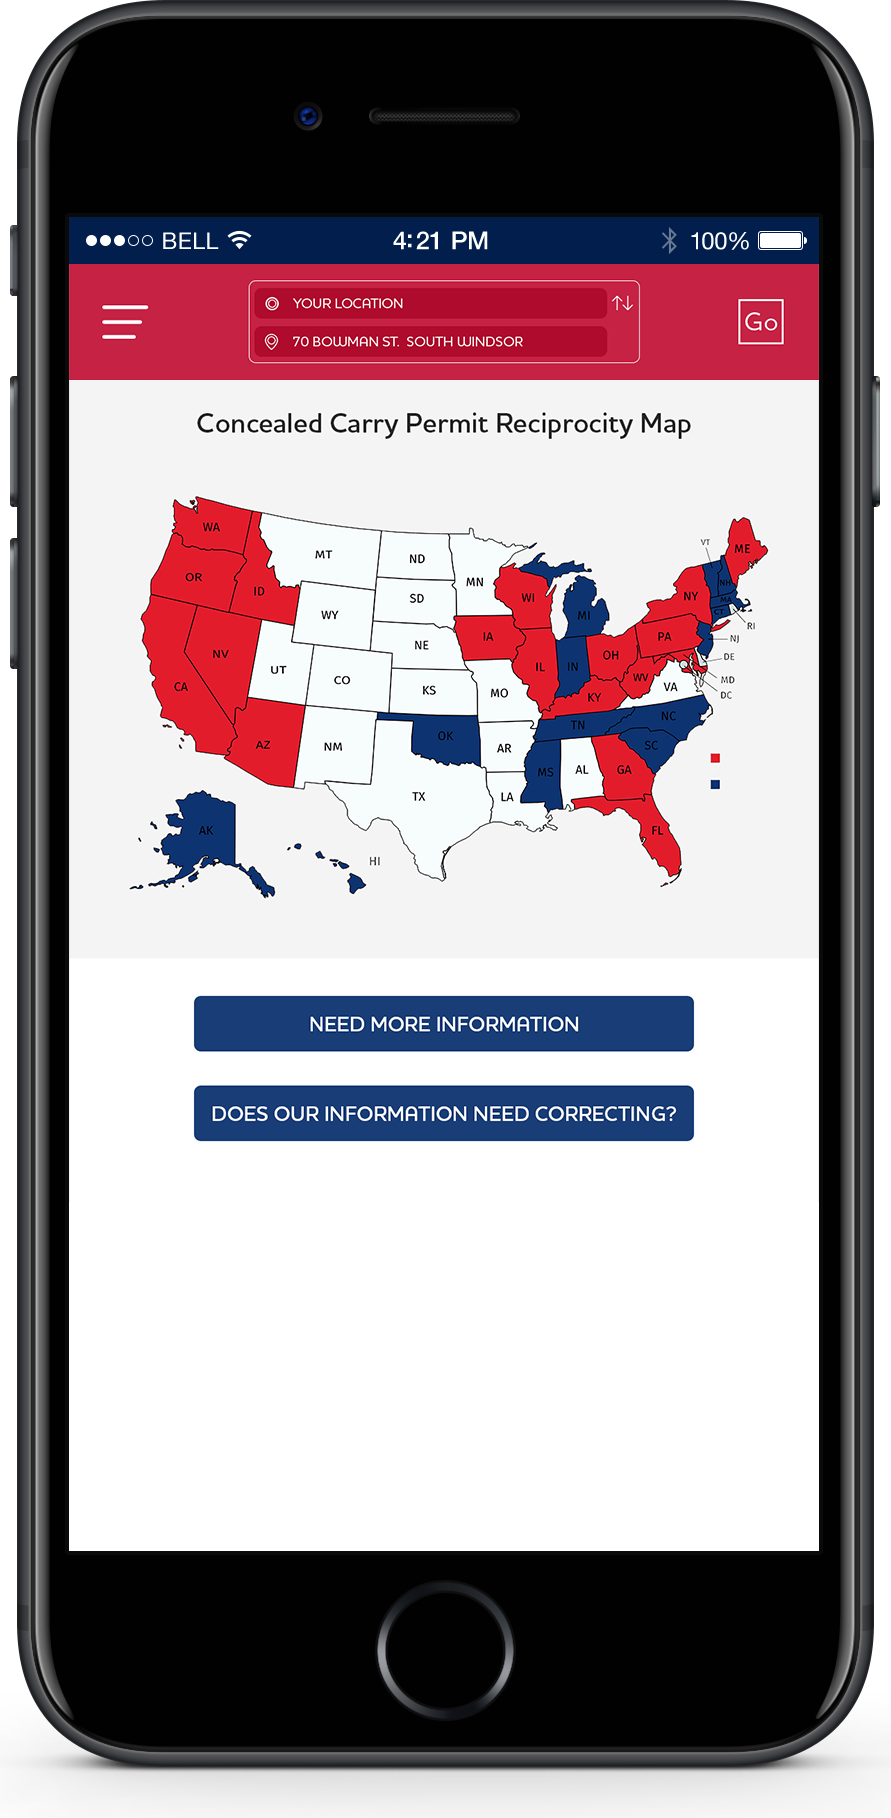 BELL 4:21 PM 100%
YOUR LOCATION
70 BOWMAN ST. SOUTH WINDSOR
Go
Concealed Carry Permit Reciprocity Map
WA
MT
ND
MN
VT
ME
OR
ID
WY
SD
WI
MI
NY
NH
MA
CT
RI
NV
UT
CO
NE
IA
IL
IN
OH
PA
NJ
DE
CA
KS
MO
KY
WV
VA
MD
DC
AZ
NM
OK
AR
TN
NC
SC
TX
LA
MS
AL
GA
FL
AK
HI
NEED MORE INFORMATION
DOES OUR INFORMATION NEED CORRECTING?